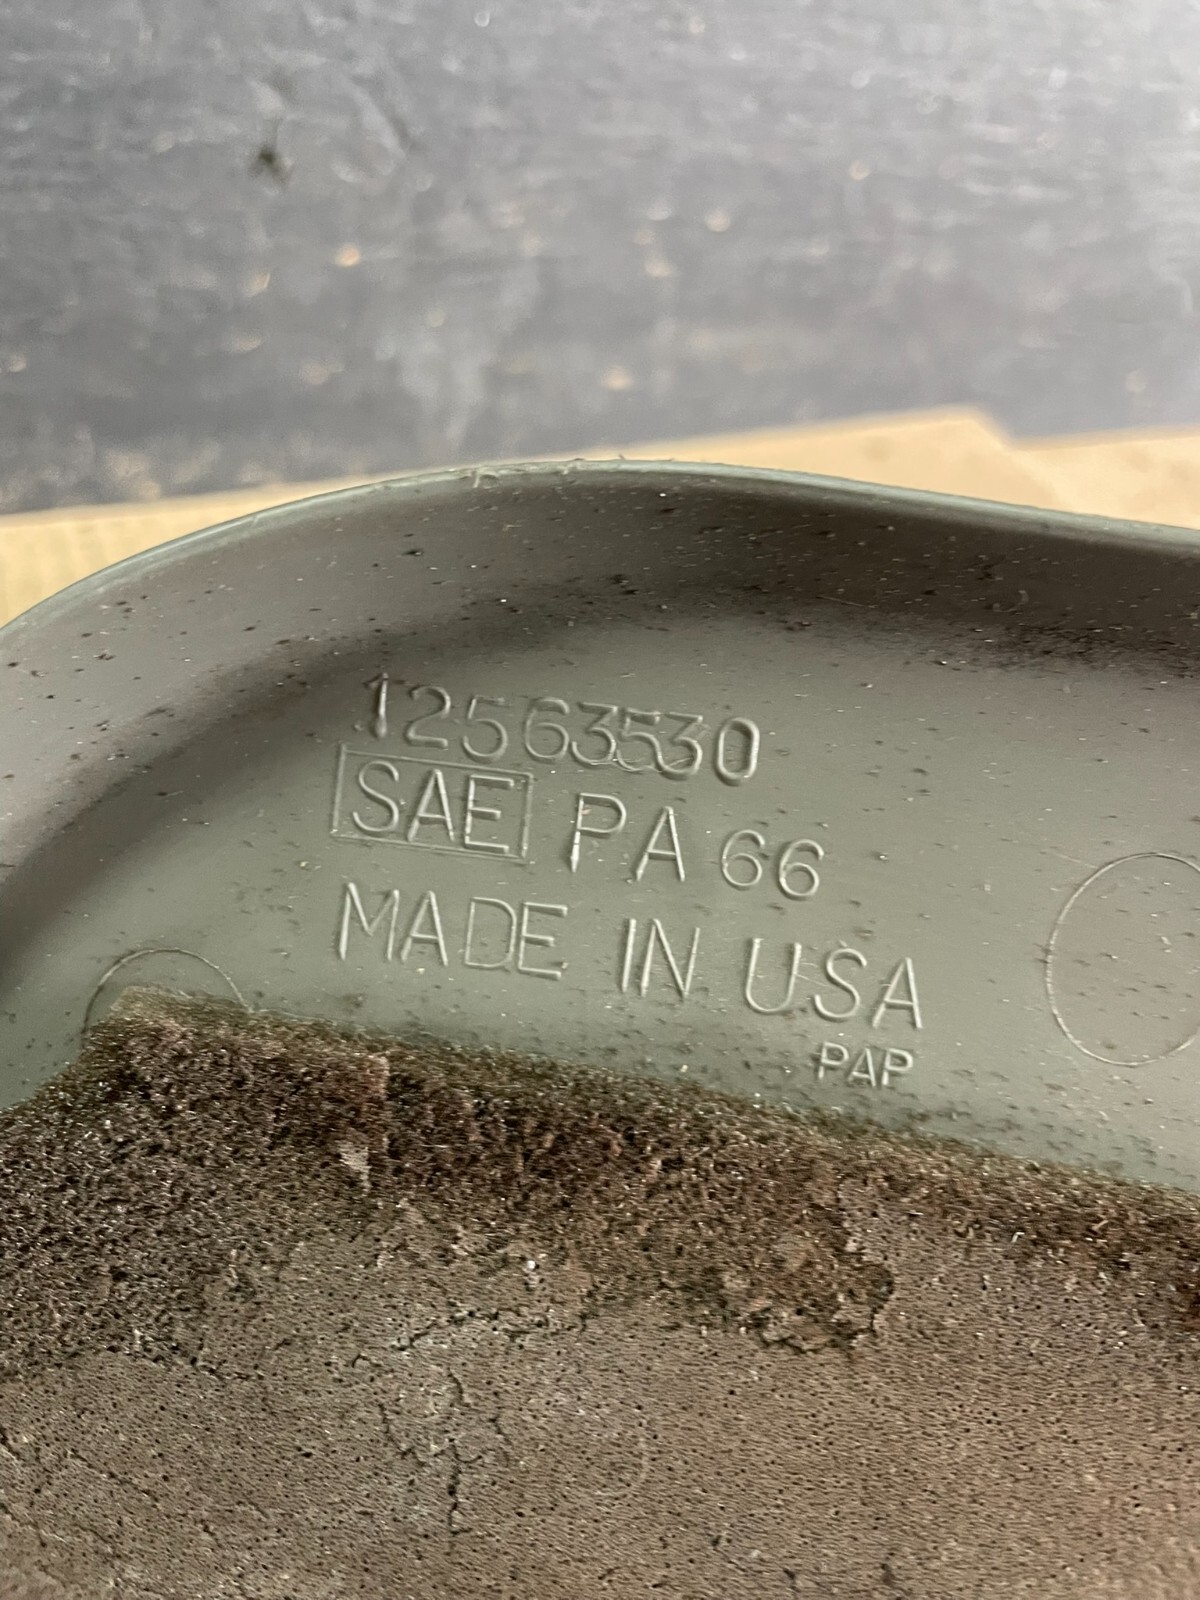 12563530
SAE PA 66
MADE IN USA
PAP